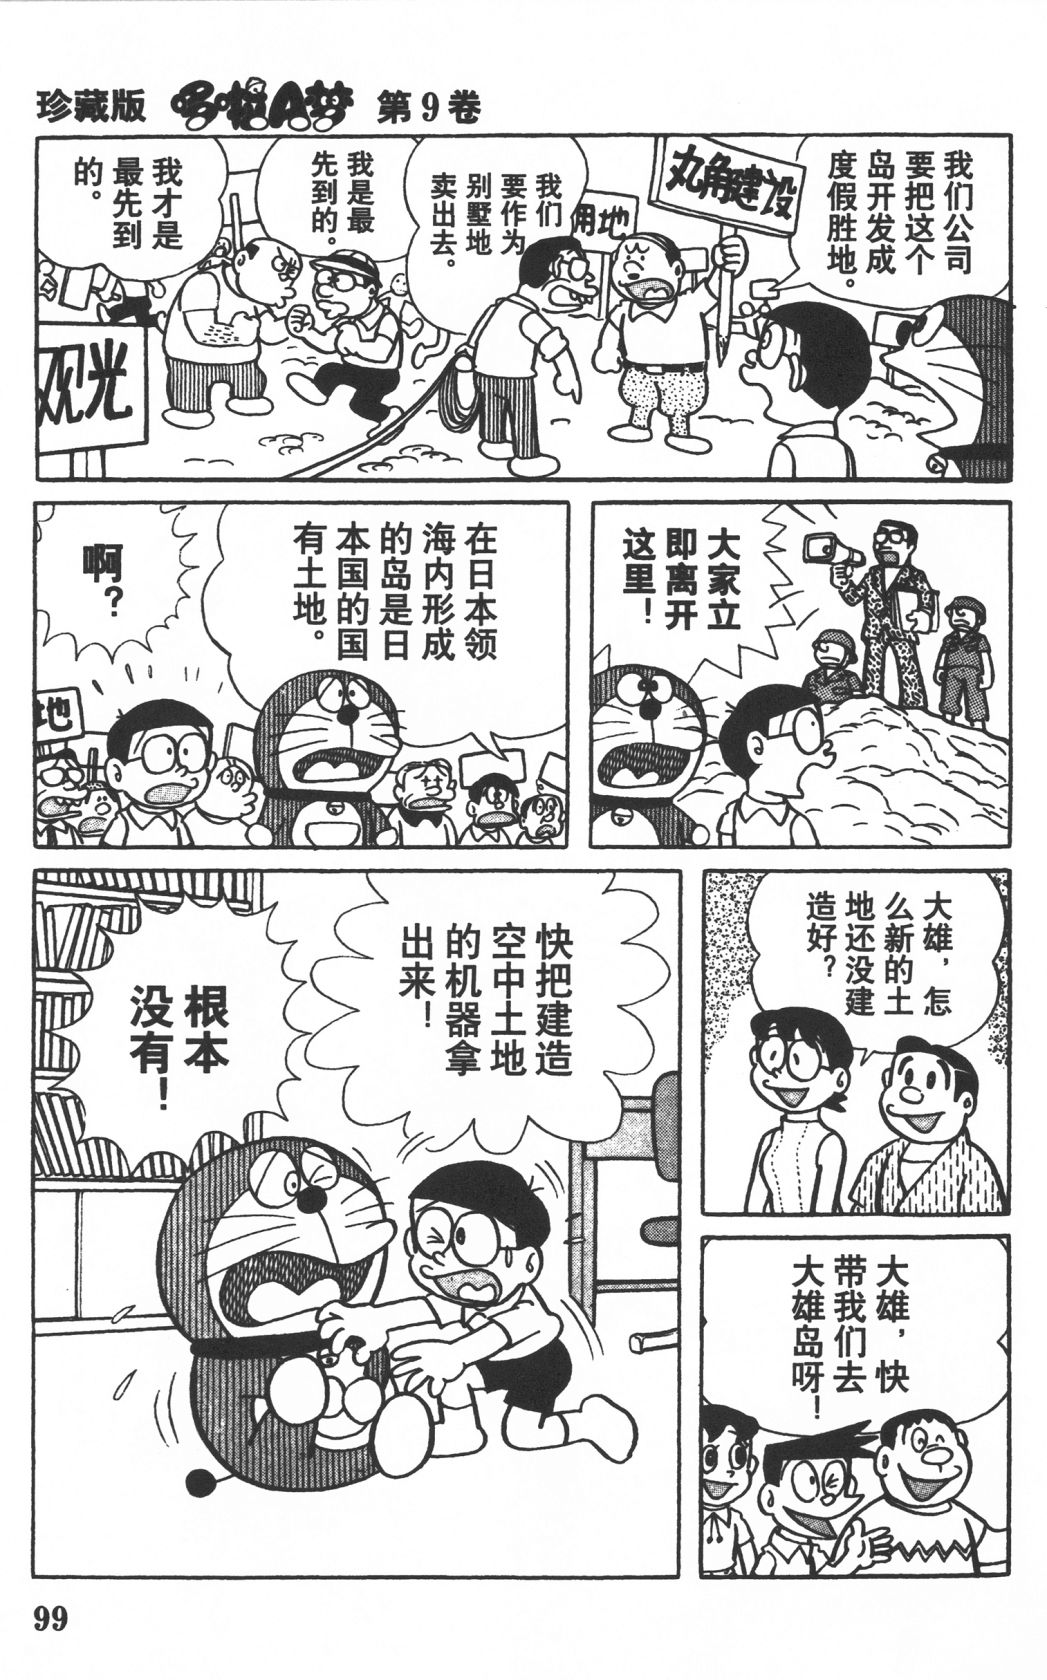 珍藏版 哆啦A梦 第9卷
我们公司
要把这个
岛开发成
度假胜地。
丸角建设
用地
我们
要作为
别墅地
卖出去。
我是最
先到的。
我才是
最先到
的。
观光
大家立
即离开
这里！
在日本领
海内形成
的岛是日
本国的国
有土地。
啊？
地
大雄，怎
么新的土
地还没建
造好？
大雄，快
带我们去
大雄岛呀！
快把建造
空中土地
的机器拿
出来！
根本
没有！
99